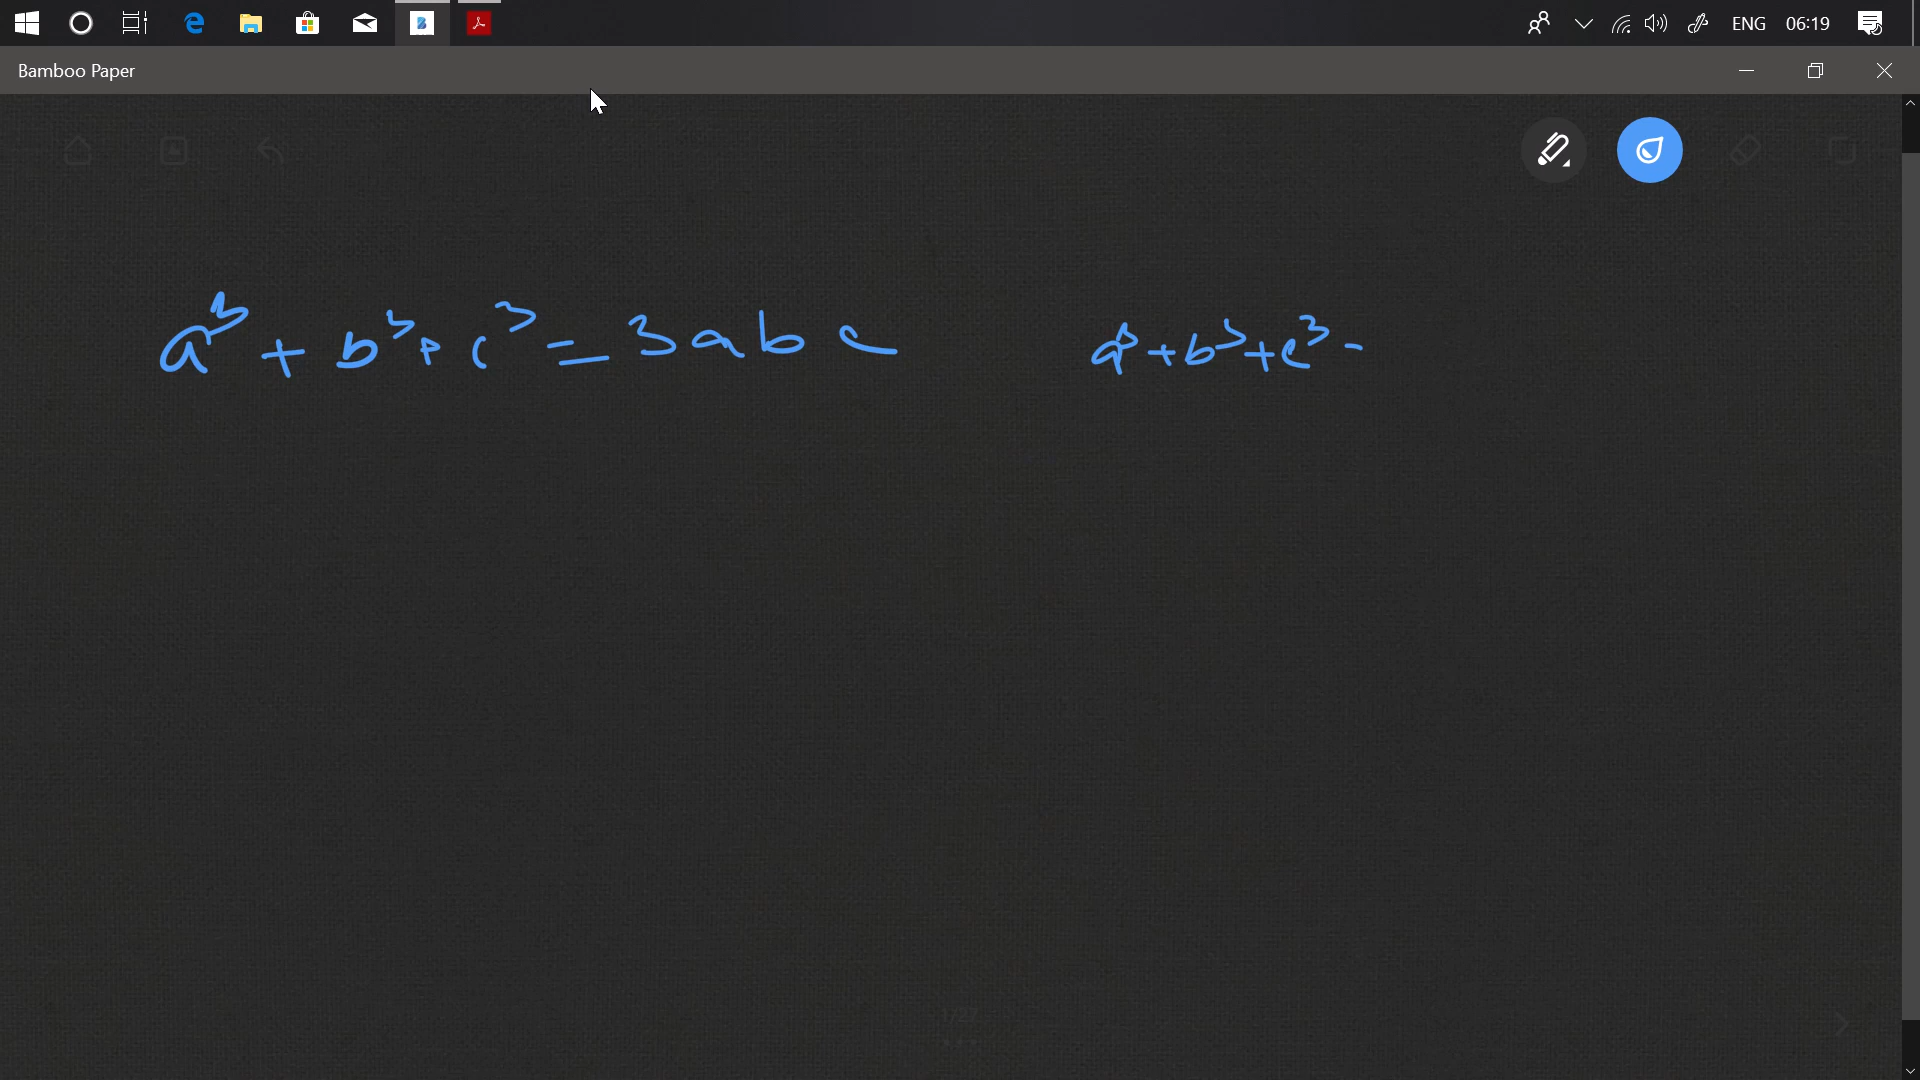 ENG 06:19
Bamboo Paper
a³ + b³ + c³ = 3abc
a³ + b³ + c³ -